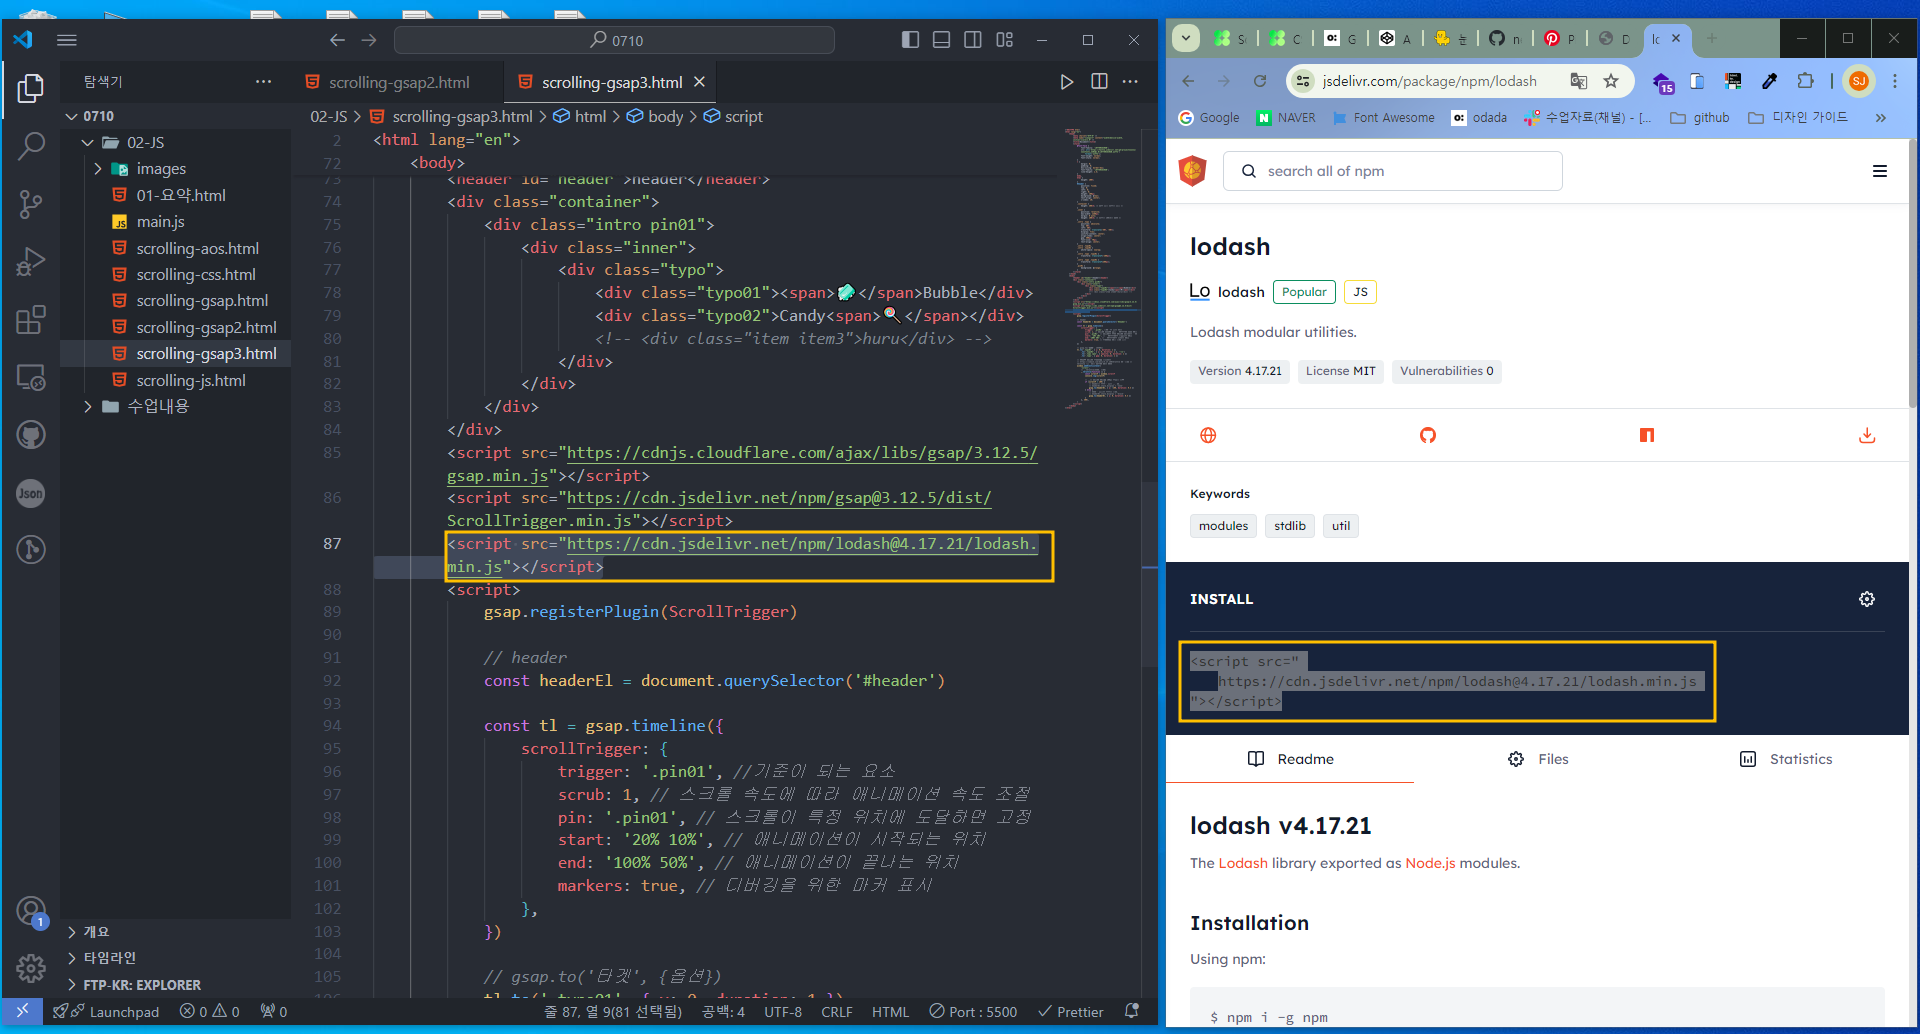 0710
탐색기
scrolling-gsap2.html
scrolling-gsap3.html
0710
02-JS > scrolling-gsap3.html > html > body > script
02-JS
images
01-요약.html
main.js
scrolling-aos.html
scrolling-css.html
scrolling-gsap.html
scrolling-gsap2.html
scrolling-gsap3.html
scrolling-js.html
수업내용
개요
타임라인
FTP-KR: EXPLORER
Json
1
2 <html lang="en">
72 <body>
73 <header id="header">header</header>
74 <div class="container">
75 <div class="intro pin01">
76 <div class="inner">
77 <div class="typo">
78 <div class="typo01"><span>🧼</span>Bubble</div>
79 <div class="typo02">Candy<span>🍭</span></div>
80 <!-- <div class="item item3">huru</div> -->
81 </div>
82 </div>
83 </div>
84 </div>
85 <script src="https://cdnjs.cloudflare.com/ajax/libs/gsap/3.12.5/
gsap.min.js"></script>
86 <script src="https://cdn.jsdelivr.net/npm/gsap@3.12.5/dist/
ScrollTrigger.min.js"></script>
87 <script src="https://cdn.jsdelivr.net/npm/lodash@4.17.21/lodash.
min.js"></script>
88 <script>
89 gsap.registerPlugin(ScrollTrigger)
90
91 // header
92 const headerEl = document.querySelector('#header')
93
94 const tl = gsap.timeline({
95 scrollTrigger: {
96 trigger: '.pin01', //기준이 되는 요소
97 scrub: 1, // 스크롤 속도에 따라 애니메이션 속도 조절
98 pin: '.pin01', // 스크롤이 특정 위치에 도달하면 고정
99 start: '20% 10%', // 애니메이션이 시작되는 위치
100 end: '100% 50%', // 애니메이션이 끝나는 위치
101 markers: true, // 디버깅을 위한 마커 표시
102 },
103 })
104
105 // gsap.to('타겟', {옵션})
Launchpad 0 0 0 줄 87, 열 9(81 선택됨) 공백: 4 UTF-8 CRLF HTML Port : 5500 Prettier
S C G A 눈 n P D lc
jsdelivr.com/package/npm/lodash
15 SJ
Google NAVER Font Awesome odada 수업자료(채널) - [... github 디자인 가이드 »
search all of npm
lodash
Lo lodash Popular JS
Lodash modular utilities.
Version 4.17.21 License MIT Vulnerabilities 0
Keywords
modules stdlib util
INSTALL
<script src="
https://cdn.jsdelivr.net/npm/lodash@4.17.21/lodash.min.js
"></script>
Readme Files Statistics
lodash v4.17.21
The Lodash library exported as Node.js modules.
Installation
Using npm:
$ npm i -g npm